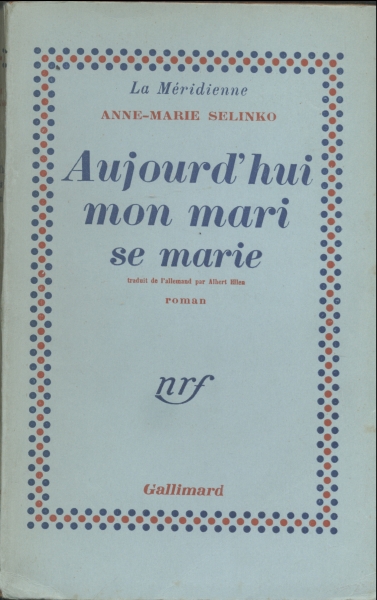 La Méridienne
ANNE-MARIE SELINKO
Aujourd'hui
mon mari
se marie
traduit de l'allemand par Albert
roman
nrf
Gallimard